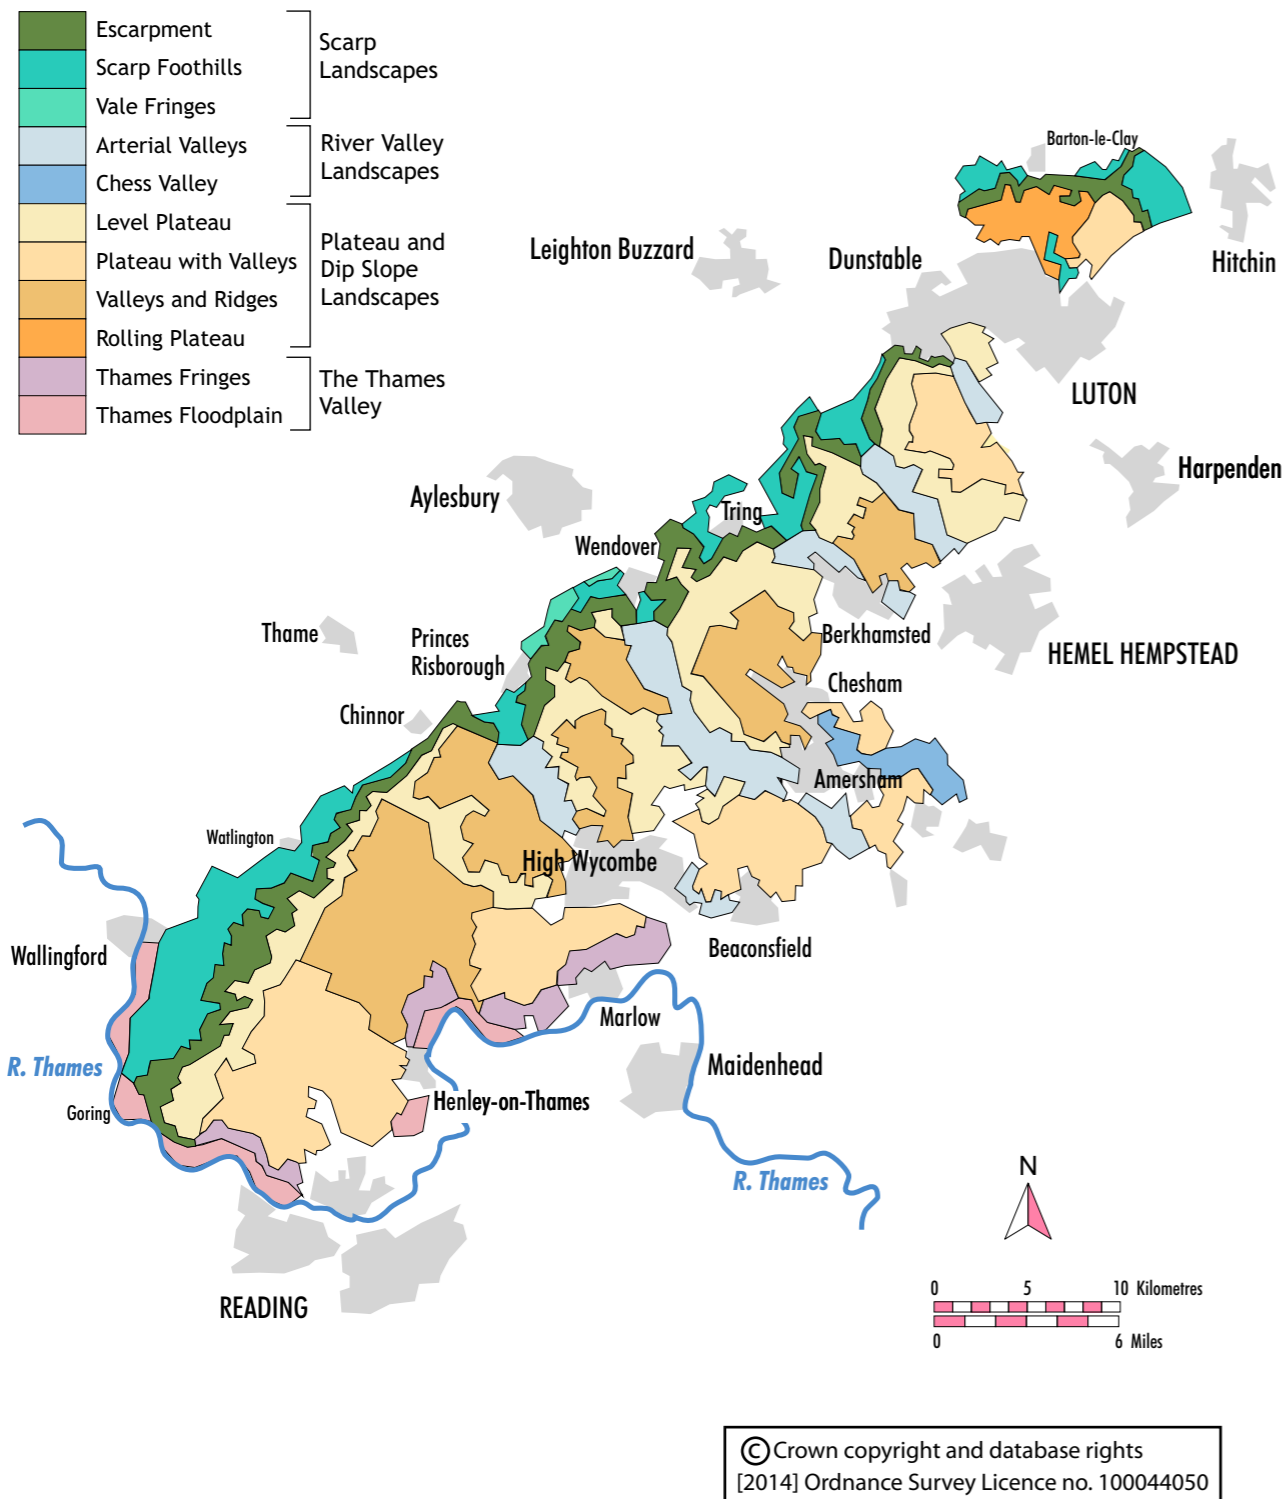 Escarpment
Scarp Foothills
Vale Fringes
Scarp
Landscapes
Arterial Valleys
Chess Valley
River Valley
Landscapes
Level Plateau
Plateau with Valleys
Valleys and Ridges
Rolling Plateau
Plateau and
Dip Slope
Landscapes
Thames Fringes
Thames Floodplain
The Thames
Valley
Barton-le-Clay
Leighton Buzzard
Dunstable
Hitchin
LUTON
Harpenden
Aylesbury
Tring
Wendover
Thame
Princes
Risborough
Berkhamsted
HEMEL HEMPSTEAD
Chesham
Chinnor
Amersham
Watlington
High Wycombe
Wallingford
Beaconsfield
Marlow
R. Thames
Maidenhead
Goring
Henley-on-Thames
R. Thames
N
READING
0 5 10 Kilometres
0 6 Miles
© Crown copyright and database rights
[2014] Ordnance Survey Licence no. 100044050